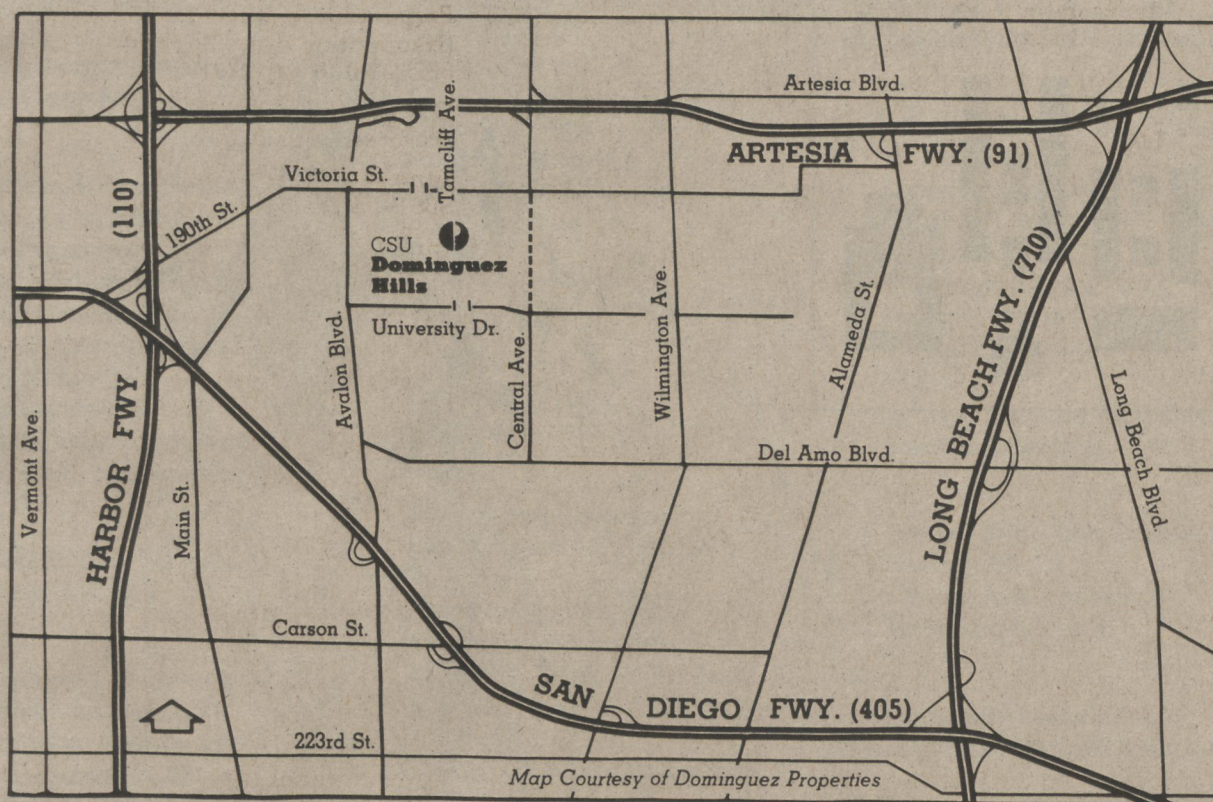 Artesia Blvd.
Tamcliff Ave.
ARTESIA FWY. (91)
Victoria St.
(110)
190th St.
CSU
Dominguez
Hills
University Dr.
Avalon Blvd.
Central Ave.
Wilmington Ave.
Alameda St.
LONG BEACH FWY. (710)
Long Beach Blvd.
Vermont Ave.
HARBOR FWY
Main St.
Del Amo Blvd.
Carson St.
SAN DIEGO FWY. (405)
223rd St.
Map Courtesy of Dominguez Properties